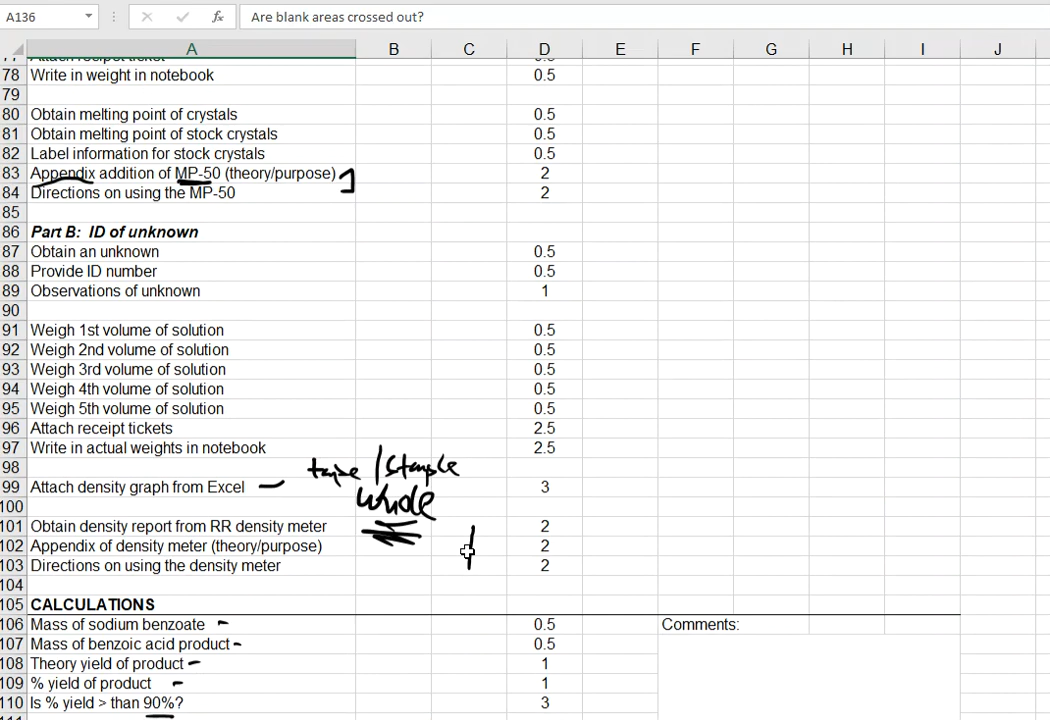 A136 fx Are blank areas crossed out?
A B C D E F G H I J
77 Attach recipet ticket 0.5
78 Write in weight in notebook 0.5
79
80 Obtain melting point of crystals 0.5
81 Obtain melting point of stock crystals 0.5
82 Label information for stock crystals 0.5
83 Appendix addition of MP-50 (theory/purpose) 2
84 Directions on using the MP-50 2
85
86 Part B: ID of unknown
87 Obtain an unknown 0.5
88 Provide ID number 0.5
89 Observations of unknown 1
90
91 Weigh 1st volume of solution 0.5
92 Weigh 2nd volume of solution 0.5
93 Weigh 3rd volume of solution 0.5
94 Weigh 4th volume of solution 0.5
95 Weigh 5th volume of solution 0.5
96 Attach receipt tickets 2.5
97 Write in actual weights in notebook 2.5
98 tape / Staple
99 Attach density graph from Excel 3
100 whole
101 Obtain density report from RR density meter 2
102 Appendix of density meter (theory/purpose) 2
103 Directions on using the density meter 2
104
105 CALCULATIONS
106 Mass of sodium benzoate 0.5 Comments:
107 Mass of benzoic acid product 0.5
108 Theory yield of product 1
109 % yield of product 1
110 Is % yield > than 90%? 3